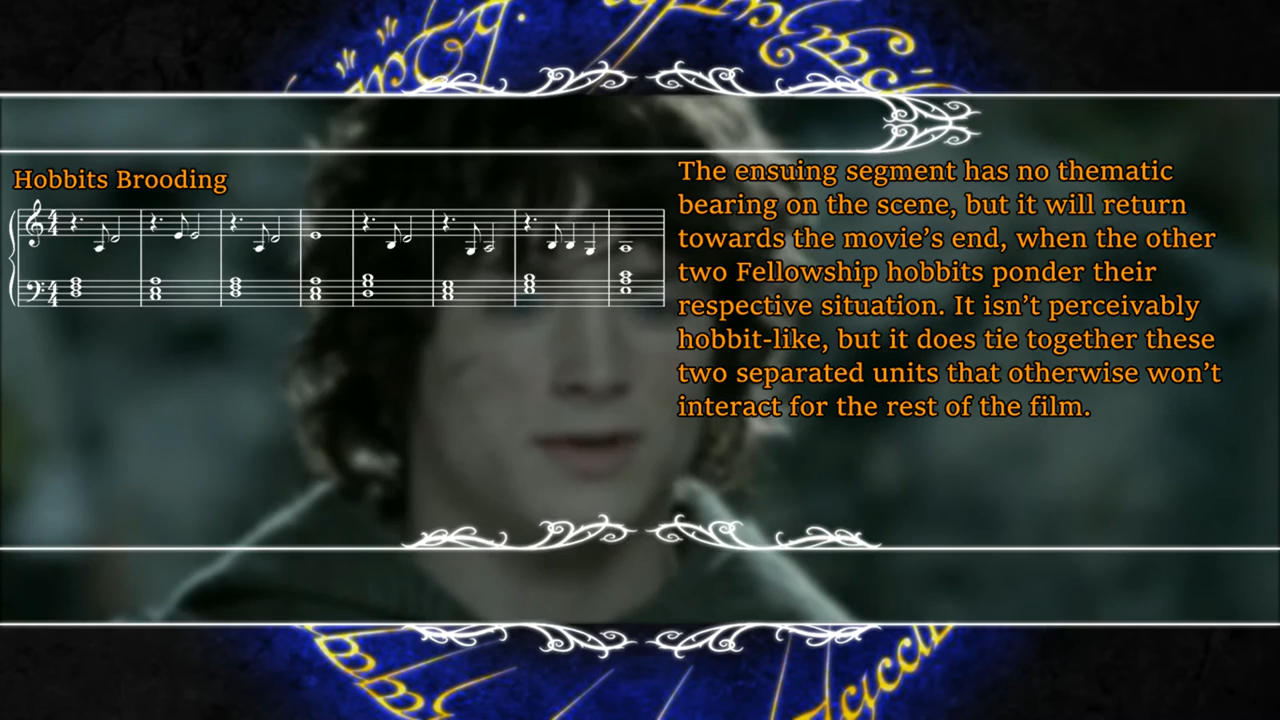 Hobbits Brooding
The ensuing segment has no thematic
bearing on the scene, but it will return
towards the movie’s end, when the other
two Fellowship hobbits ponder their
respective situation. It isn’t perceivably
hobbit-like, but it does tie together these
two separated units that otherwise won’t
interact for the rest of the film.